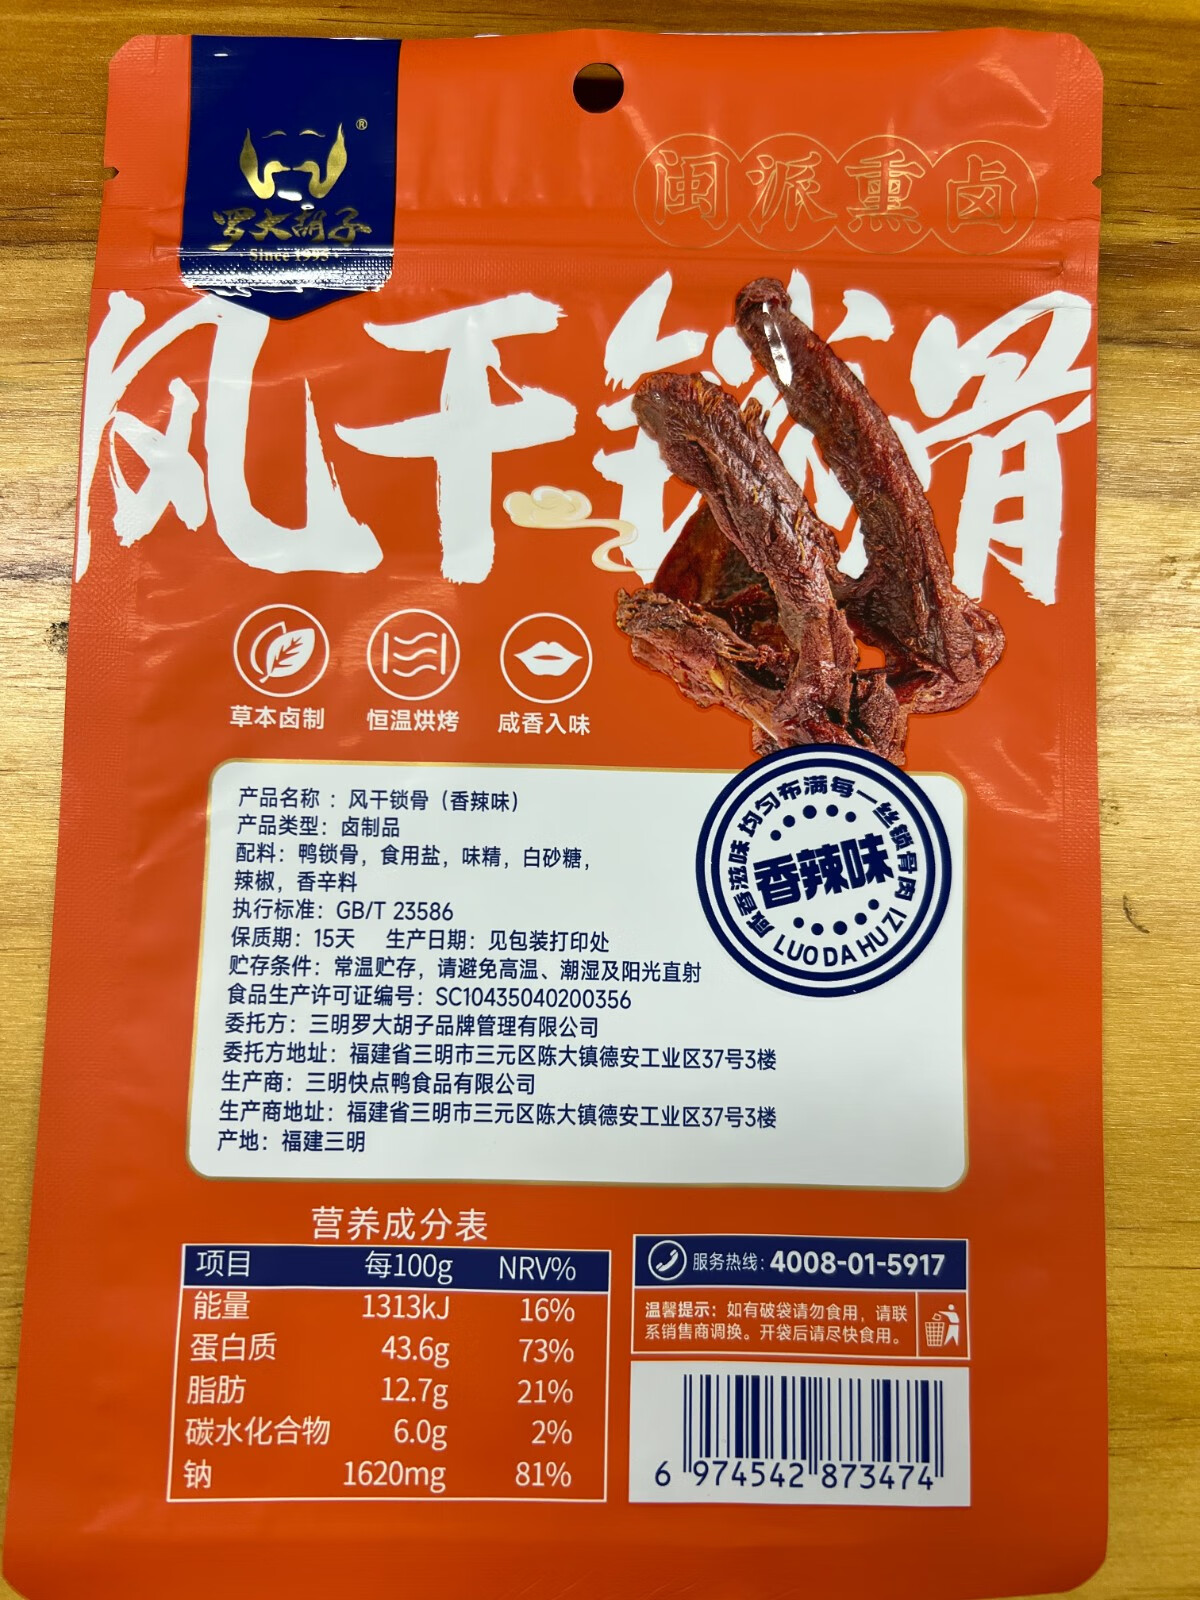 ®
罗大胡子
Since 1995
闽派熏卤
风干锁骨
草本卤制
恒温烘烤
咸香入味
产品名称：风干锁骨（香辣味）
产品类型：卤制品
配料：鸭锁骨，食用盐，味精，白砂糖，
辣椒，香辛料
执行标准：GB/T 23586
保质期：15天 生产日期：见包装打印处
贮存条件：常温贮存，请避免高温、潮湿及阳光直射
食品生产许可证编号：SC10435040200356
委托方：三明罗大胡子品牌管理有限公司
委托方地址：福建省三明市三元区陈大镇德安工业区37号3楼
生产商：三明快点鸭食品有限公司
生产商地址：福建省三明市三元区陈大镇德安工业区37号3楼
产地：福建三明
咸香滋味 均匀布满每一丝锁骨肉
香辣味
LUO DA HU ZI
营养成分表
项目 每100g NRV%
能量 1313kJ 16%
蛋白质 43.6g 73%
脂肪 12.7g 21%
碳水化合物 6.0g 2%
钠 1620mg 81%
服务热线：4008-01-5917
温馨提示：如有破袋请勿食用，请联
系销售商调换。开袋后请尽快食用。
6 974542 873474